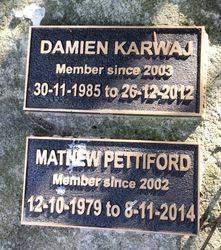 DAMIEN KARWAJ
Member since 2003
30-11-1985 to 26-12-2012
MATHEW PETTIFORD
Member since 2002
12-10-1979 to 8-11-2014